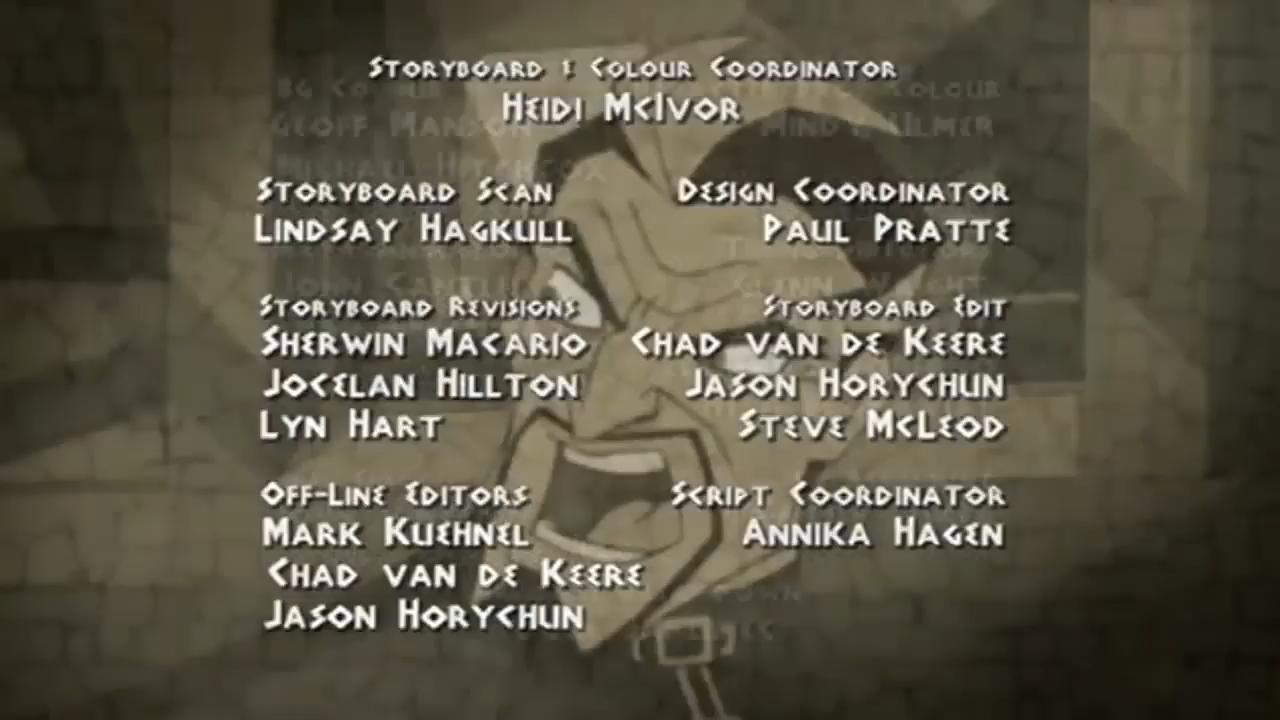 Storyboard & Colour Coordinator
Heidi McIvor
Storyboard Scan
Lindsay Hagkull
Design Coordinator
Paul Pratte
Storyboard Revisions
Sherwin Macario
Jocelan Hillton
Lyn Hart
Storyboard Edit
Chad van de Keere
Jason Horychun
Steve McLeod
Off-Line Editors
Mark Kuehnel
Chad van de Keere
Jason Horychun
Script Coordinator
Annika Hagen